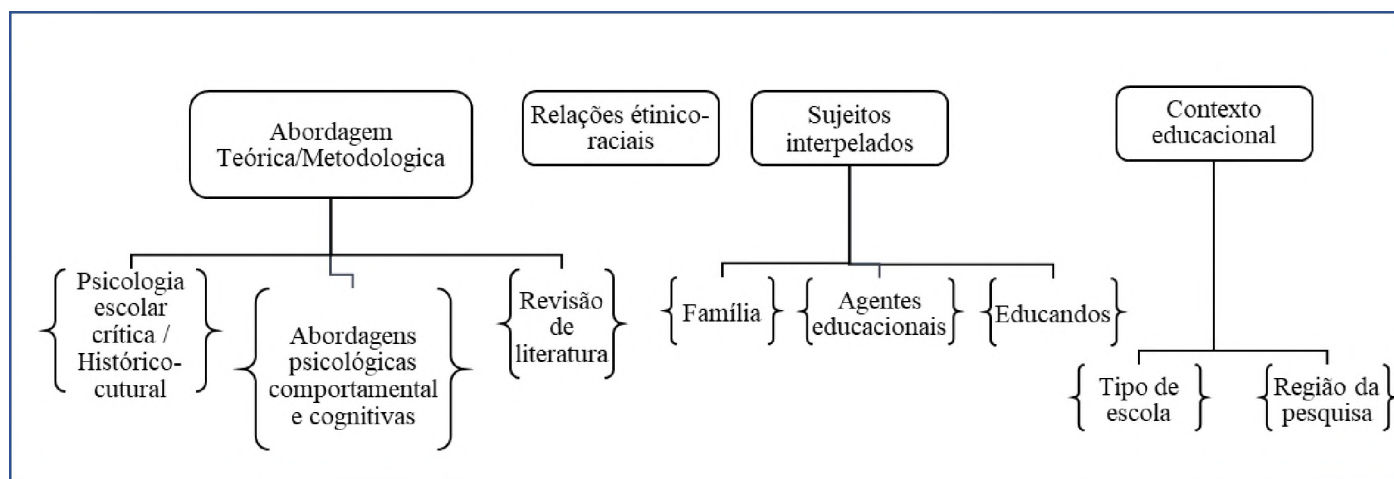 Abordagem
Teórica/Metodologica
Relações étinico-
raciais
Sujeitos
interpelados
Contexto
educacional
Psicologia
escolar
crítica /
Histórico-
cutural
Abordagens
psicológicas
comportamental
e cognitivas
Revisão
de
literatura
Família
Agentes
educacionais
Educandos
Tipo de
escola
Região da
pesquisa